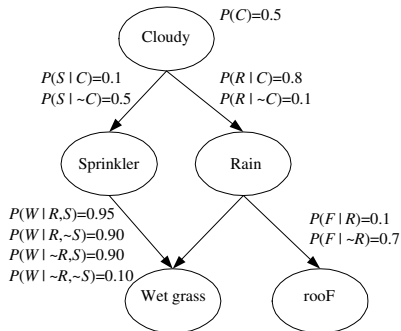 P(C)=0.5
Cloudy
P(S | C)=0.1
P(S | ~C)=0.5
P(R | C)=0.8
P(R | ~C)=0.1
Sprinkler
Rain
P(W | R,S)=0.95
P(W | R,~S)=0.90
P(W | ~R,S)=0.90
P(W | ~R,~S)=0.10
P(F | R)=0.1
P(F | ~R)=0.7
Wet grass
rooF